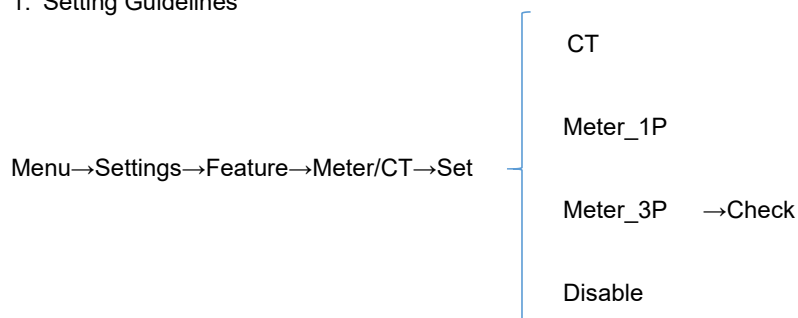 1. Setting Guidelines
CT
Meter_1P
Menu→Settings→Feature→Meter/CT→Set
Meter_3P →Check
Disable